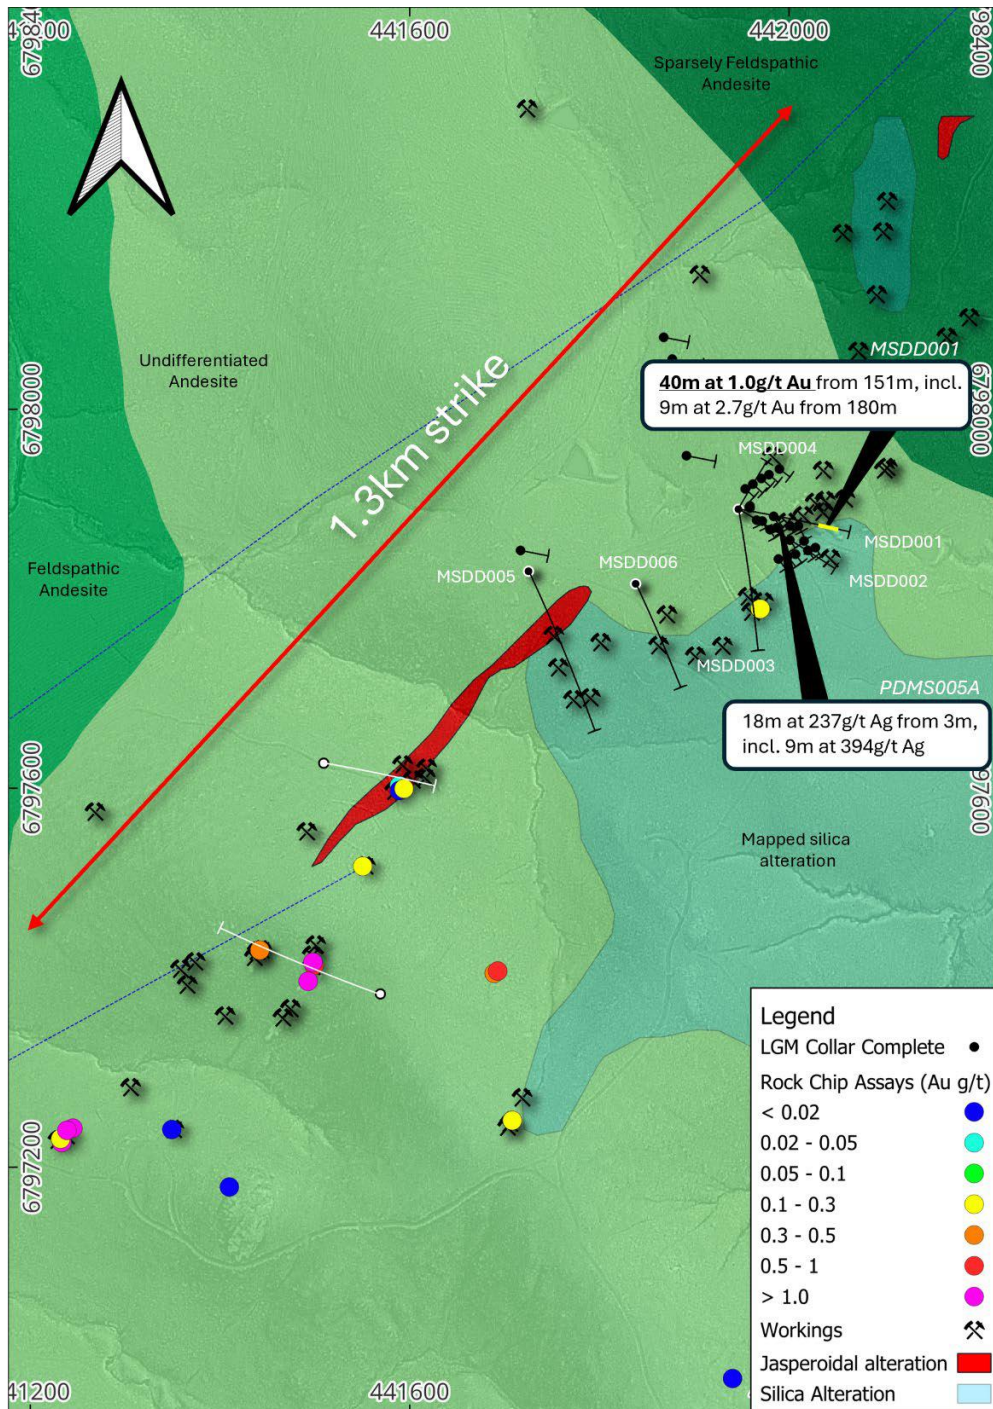 441200
441600
442000
6798400
98400
Sparsely Feldspathic
Andesite
Undifferentiated
Andesite
1.3km strike
MSDD001
40m at 1.0g/t Au from 151m, incl.
9m at 2.7g/t Au from 180m
6798000
6798000
MSDD004
MSDD001
MSDD002
MSDD005
MSDD006
MSDD003
Feldspathic
Andesite
PDMS005A
18m at 237g/t Ag from 3m,
incl. 9m at 394g/t Ag
6797600
6797600
Mapped silica
alteration
6797200
Legend
LGM Collar Complete
Rock Chip Assays (Au g/t)
< 0.02
0.02 - 0.05
0.05 - 0.1
0.1 - 0.3
0.3 - 0.5
0.5 - 1
> 1.0
Workings
Jasperoidal alteration
Silica Alteration
41200
441600